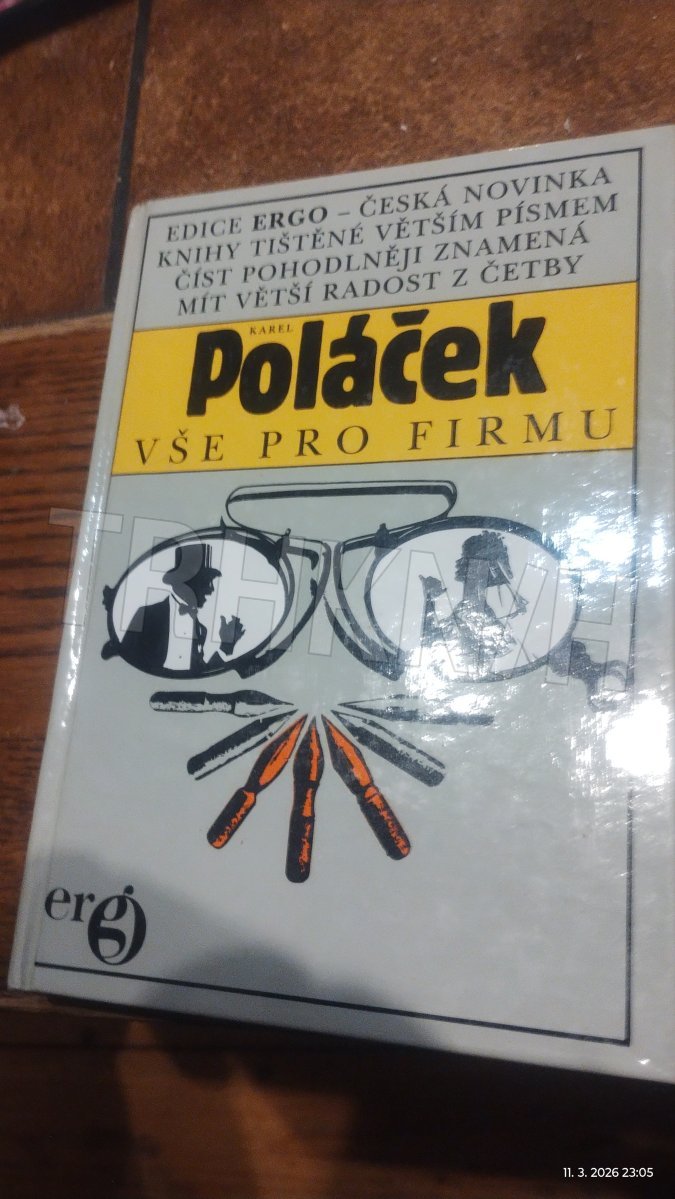 EDICE ERGO – ČESKÁ NOVINKA
KNIHY TIŠTĚNÉ VĚTŠÍM PÍSMEM
ČÍST POHODLNĚJI ZNAMENÁ
MÍT VĚTŠÍ RADOST Z ČETBY
KAREL
Poláček
VŠE PRO FIRMU
TRHKNIH
ergo
11. 3. 2026 23:05